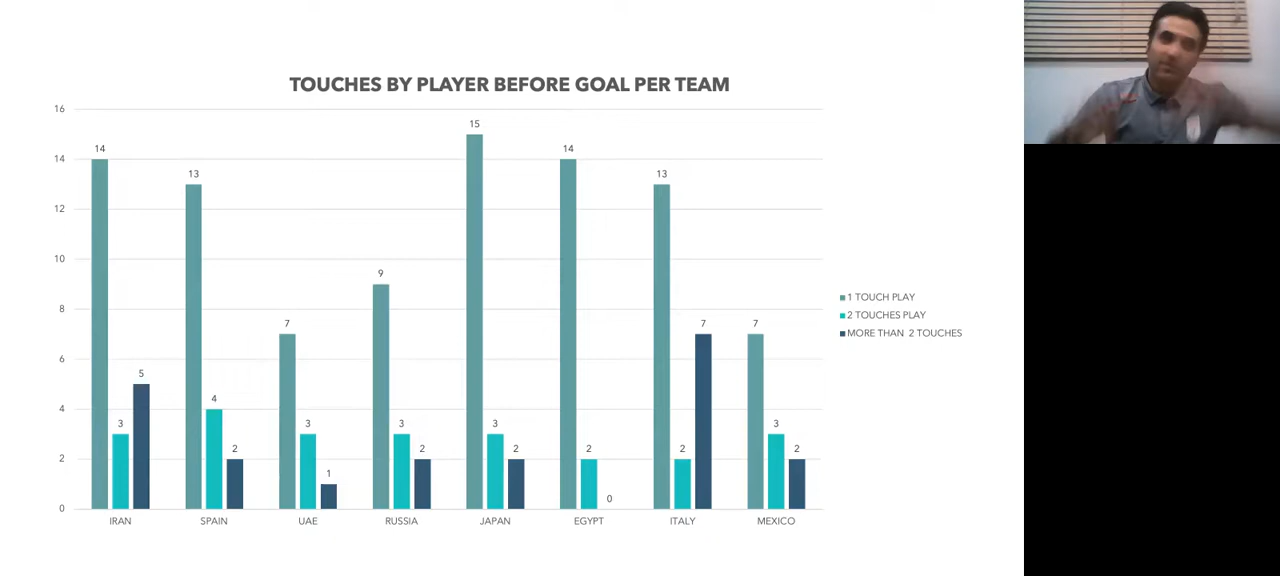 TOUCHES BY PLAYER BEFORE GOAL PER TEAM
16
14
12
10
8
6
4
2
0
14
3
5
13
4
2
7
3
1
9
3
2
15
3
2
14
2
0
13
2
7
7
3
2
IRAN
SPAIN
UAE
RUSSIA
JAPAN
EGYPT
ITALY
MEXICO
1 TOUCH PLAY
2 TOUCHES PLAY
MORE THAN 2 TOUCHES